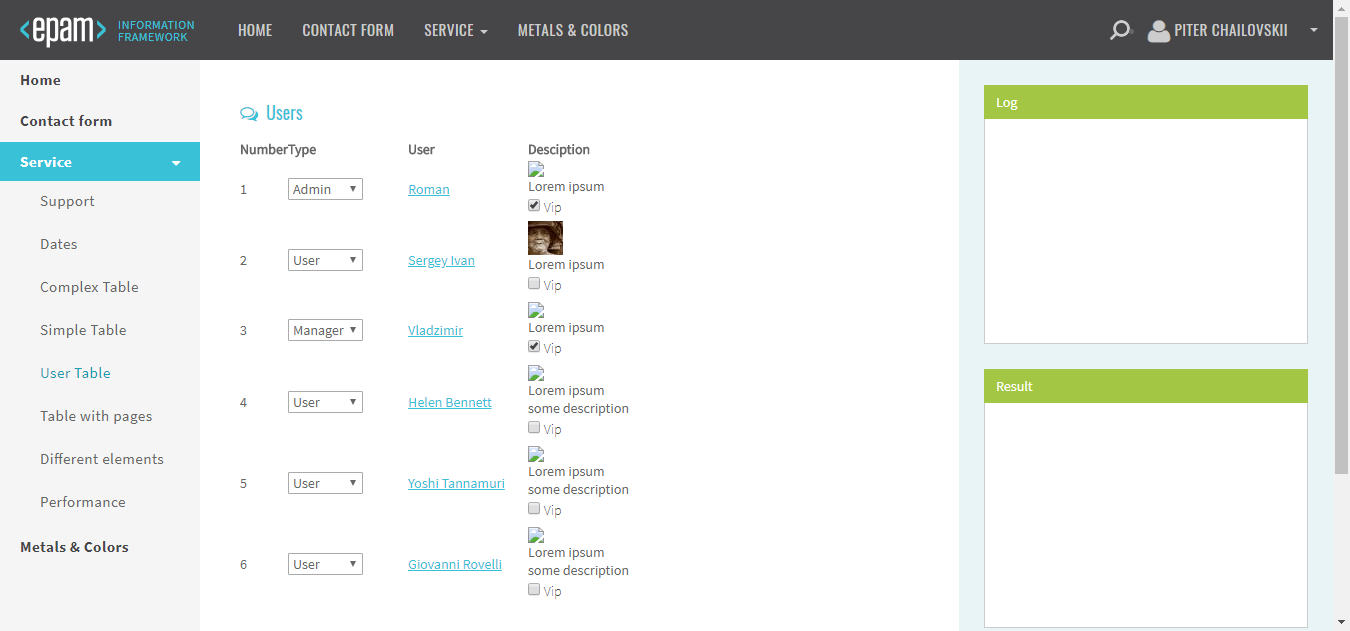 <epam> INFORMATION FRAMEWORK
HOME CONTACT FORM SERVICE METALS & COLORS
PITER CHAILOVSKII
Home
Contact form
Service
Support
Dates
Complex Table
Simple Table
User Table
Table with pages
Different elements
Performance
Metals & Colors
Users
Number Type User Desciption
1 Admin Roman
Lorem ipsum
Vip
2 User Sergey Ivan
Lorem ipsum
Vip
3 Manager Vladzimir
Lorem ipsum
Vip
4 User Helen Bennett
Lorem ipsum
some description
Vip
5 User Yoshi Tannamuri
Lorem ipsum
some description
Vip
6 User Giovanni Rovelli
Lorem ipsum
some description
Vip
Log
Result